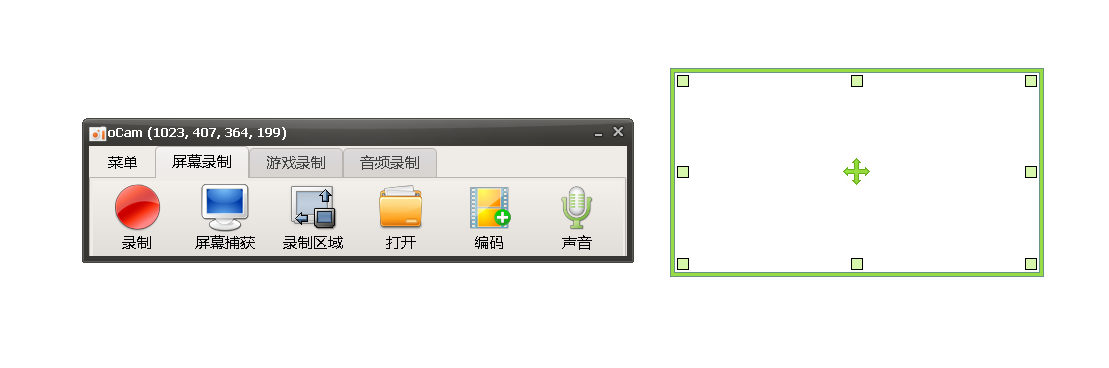 oCam (1023, 407, 364, 199)
菜单 屏幕录制 游戏录制 音频录制
录制 屏幕捕获 录制区域 打开 编码 声音